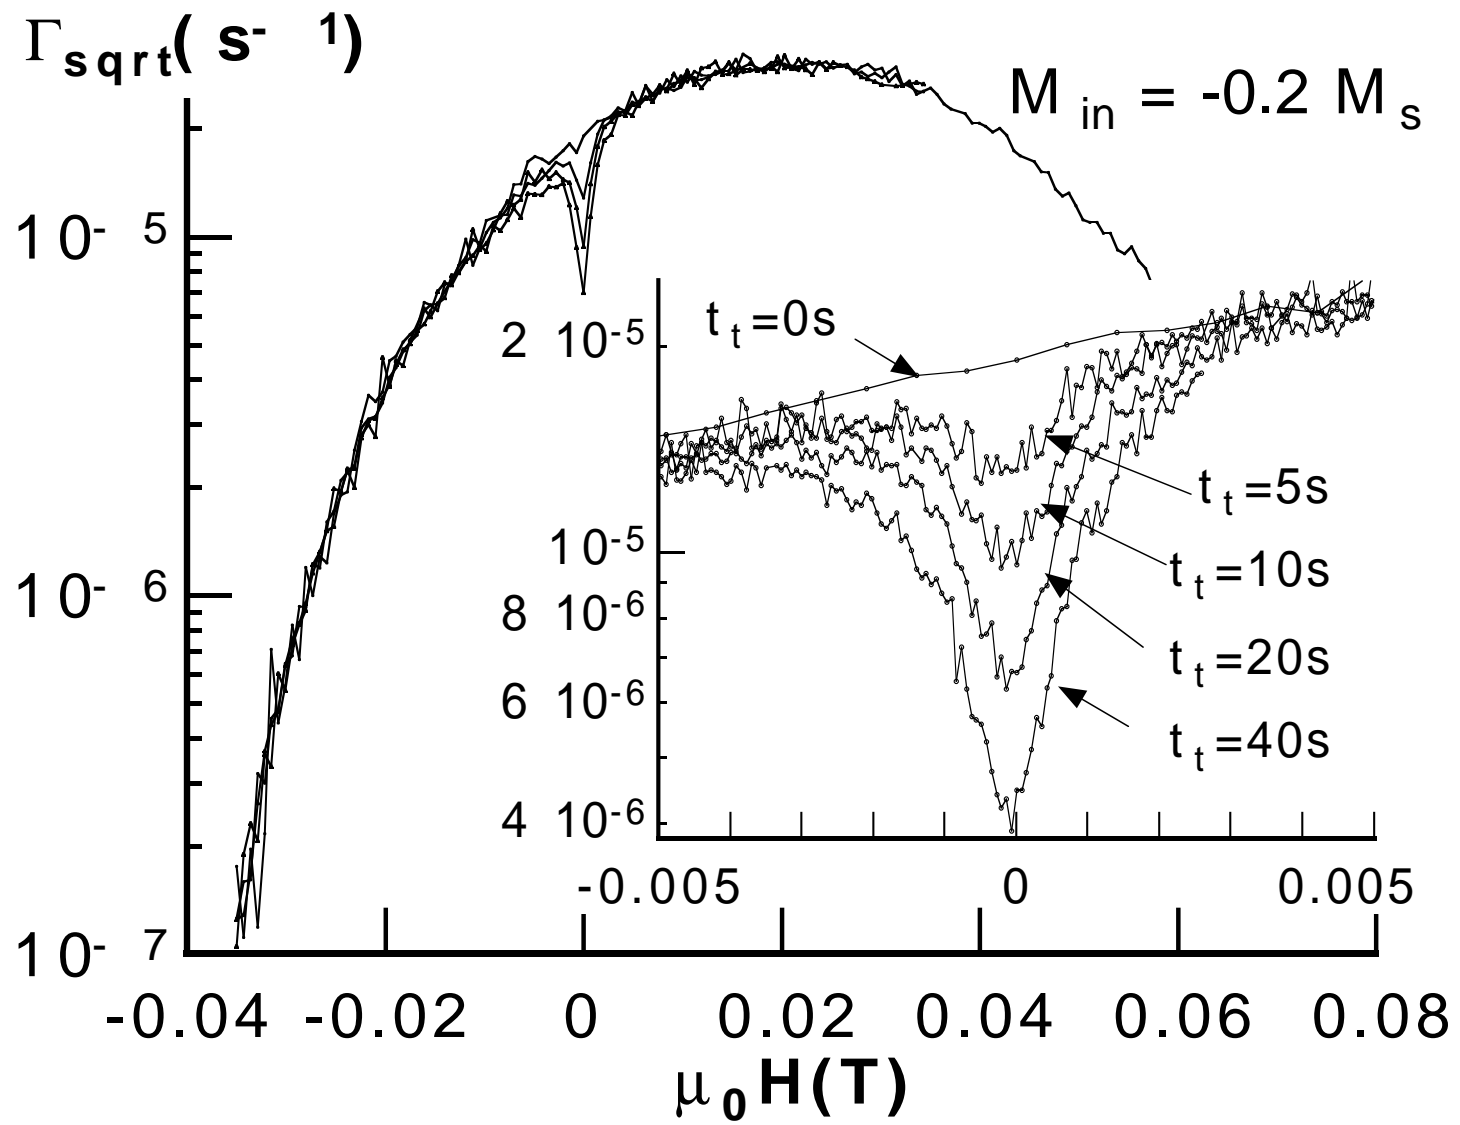 Γsqrt( s- 1)
M in = -0.2 M s
10- 5
10- 6
10- 7
-0.04 -0.02 0 0.02 0.04 0.06 0.08
μ0H(T)
t t=0s
t t=5s
t t=10s
t t=20s
t t=40s
2 10-5
10-5
8 10-6
6 10-6
4 10-6
-0.005 0 0.005